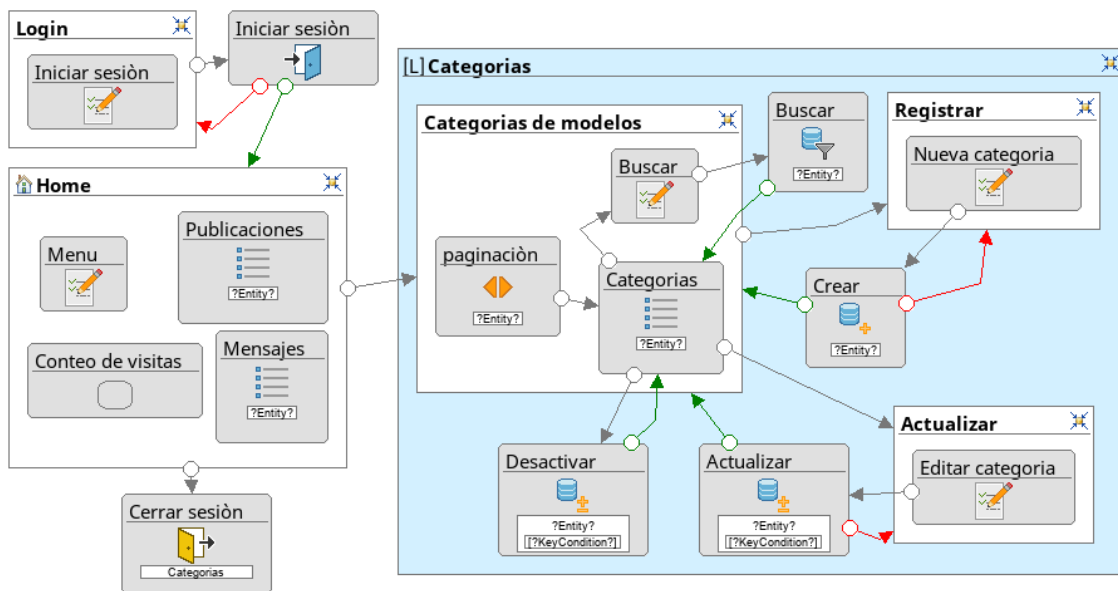 Login
Iniciar sesiòn
Iniciar sesiòn
Home
Menu
Publicaciones
?Entity?
Conteo de visitas
Mensajes
?Entity?
Cerrar sesiòn
Categorias
[L] Categorias
Categorias de modelos
Buscar
paginaciòn
?Entity?
Categorias
?Entity?
Buscar
?Entity?
Registrar
Nueva categoria
Crear
?Entity?
Desactivar
?Entity?
[?KeyCondition?]
Actualizar
?Entity?
[?KeyCondition?]
Actualizar
Editar categoria